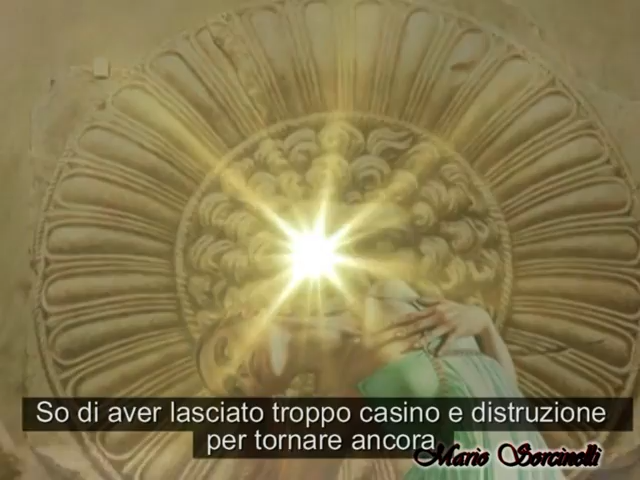 So di aver lasciato troppo casino e distruzione
per tornare ancora
Mario Sorcinelli